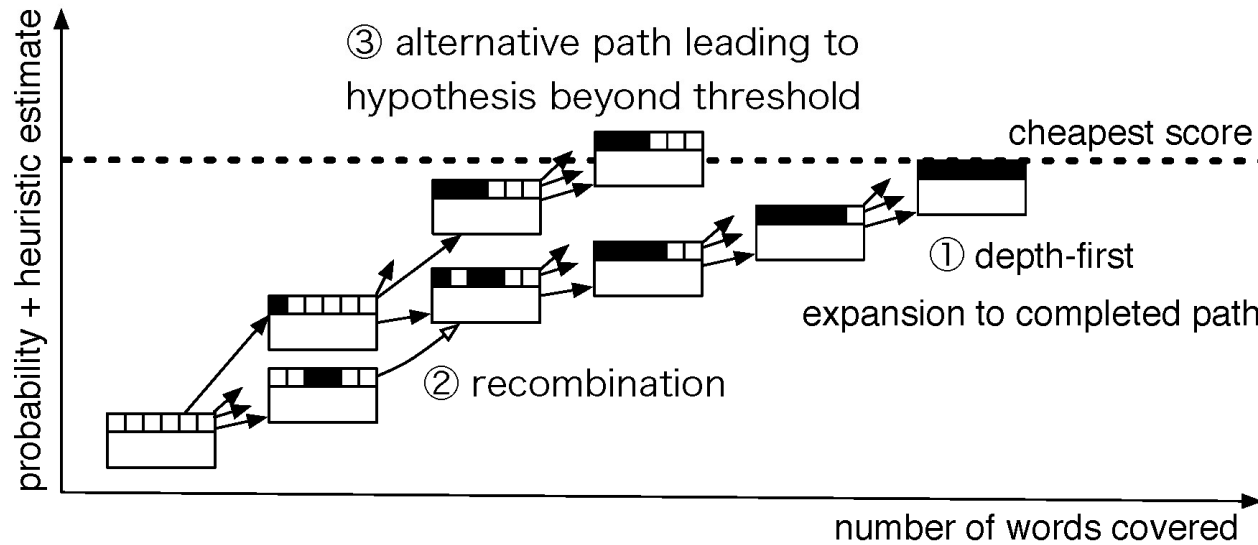 probability + heuristic estimate
③ alternative path leading to
hypothesis beyond threshold
cheapest score
① depth-first
expansion to completed path
② recombination
number of words covered